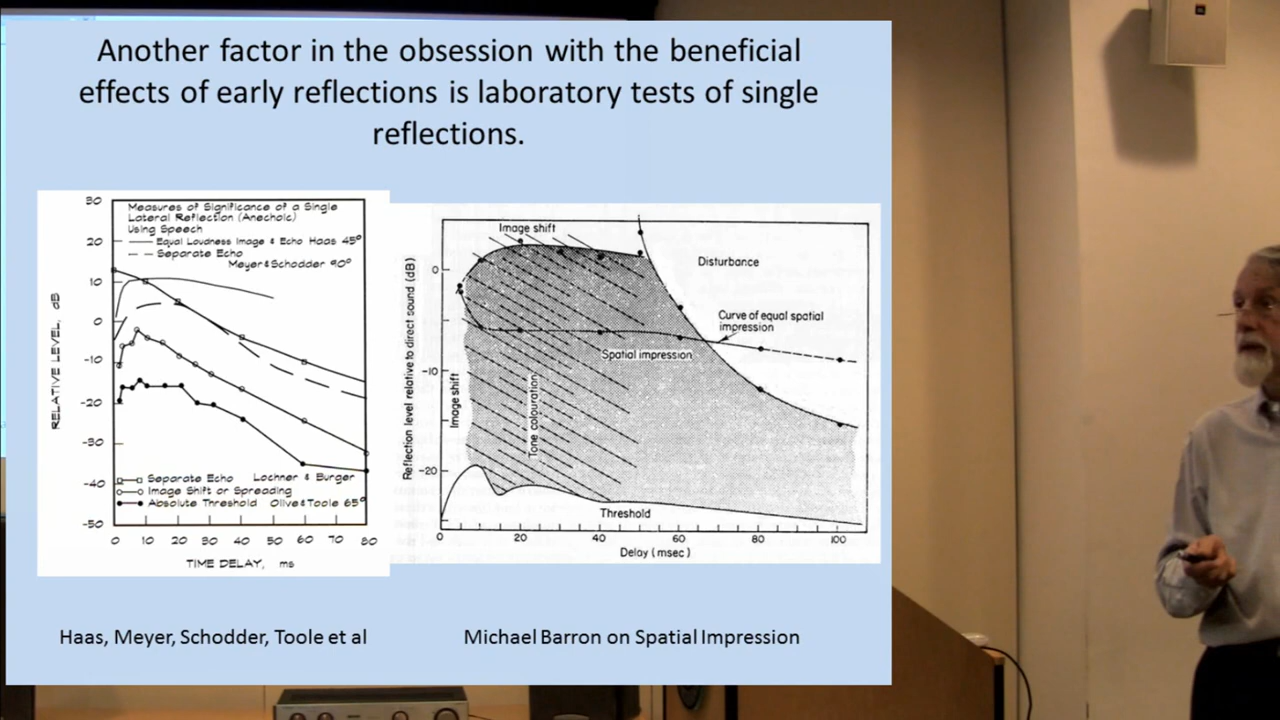 Another factor in the obsession with the beneficial
effects of early reflections is laboratory tests of single
reflections.
Measures of Significance of a Single
Lateral Reflection (Anechoic)
Using Speech
Equal Loudness Image & Echo Haas 45°
Separate Echo
Meyer & Schodder 90°
30
20
10
0
-10
-20
-30
-40
-50
RELATIVE LEVEL, dB
Separate Echo Lochner & Burger
Image Shift or Spreading
Absolute Threshold Olive & Toole 65°
0 10 20 30 40 50 60 70 80
TIME DELAY, ms
Reflection level relative to direct sound (dB)
0
-10
-20
Image shift
Disturbance
Curve of equal spatial
impression
Spatial impression
Image shift
Tone colouration
Threshold
0 20 40 60 80 100
Delay (msec)
Haas, Meyer, Schodder, Toole et al
Michael Barron on Spatial Impression